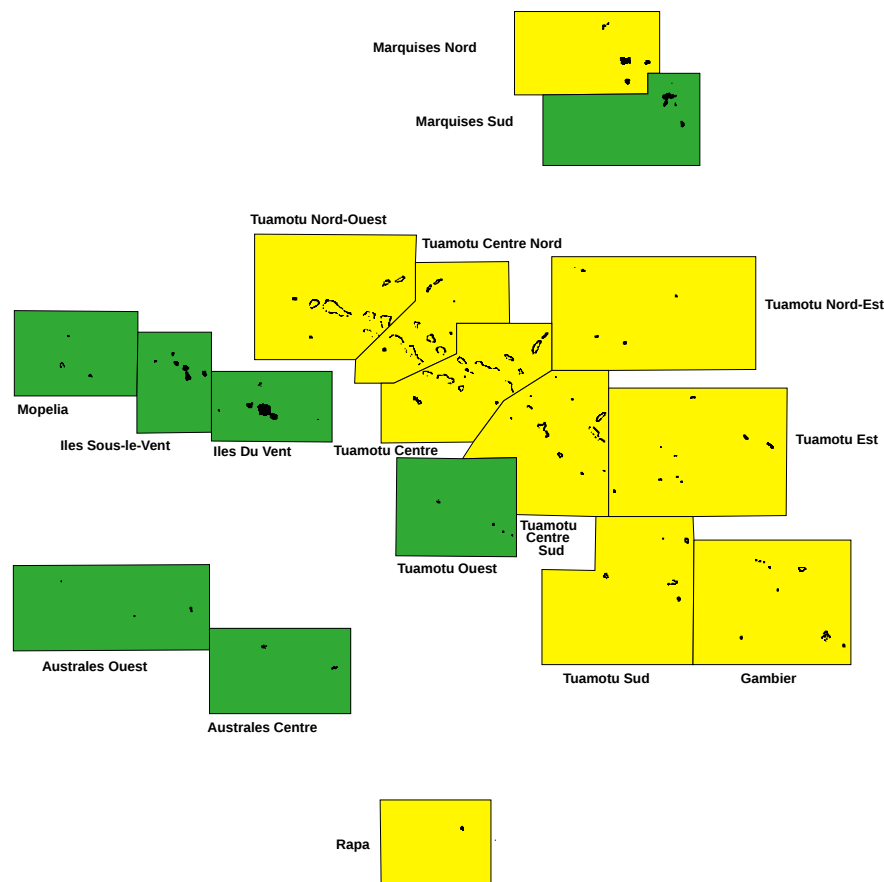 Marquises Nord
Marquises Sud
Tuamotu Nord-Ouest
Tuamotu Centre Nord
Tuamotu Nord-Est
Mopelia
Iles Sous-le-Vent
Iles Du Vent
Tuamotu Centre
Tuamotu Est
Tuamotu
Centre
Sud
Tuamotu Ouest
Australes Ouest
Tuamotu Sud
Gambier
Australes Centre
Rapa